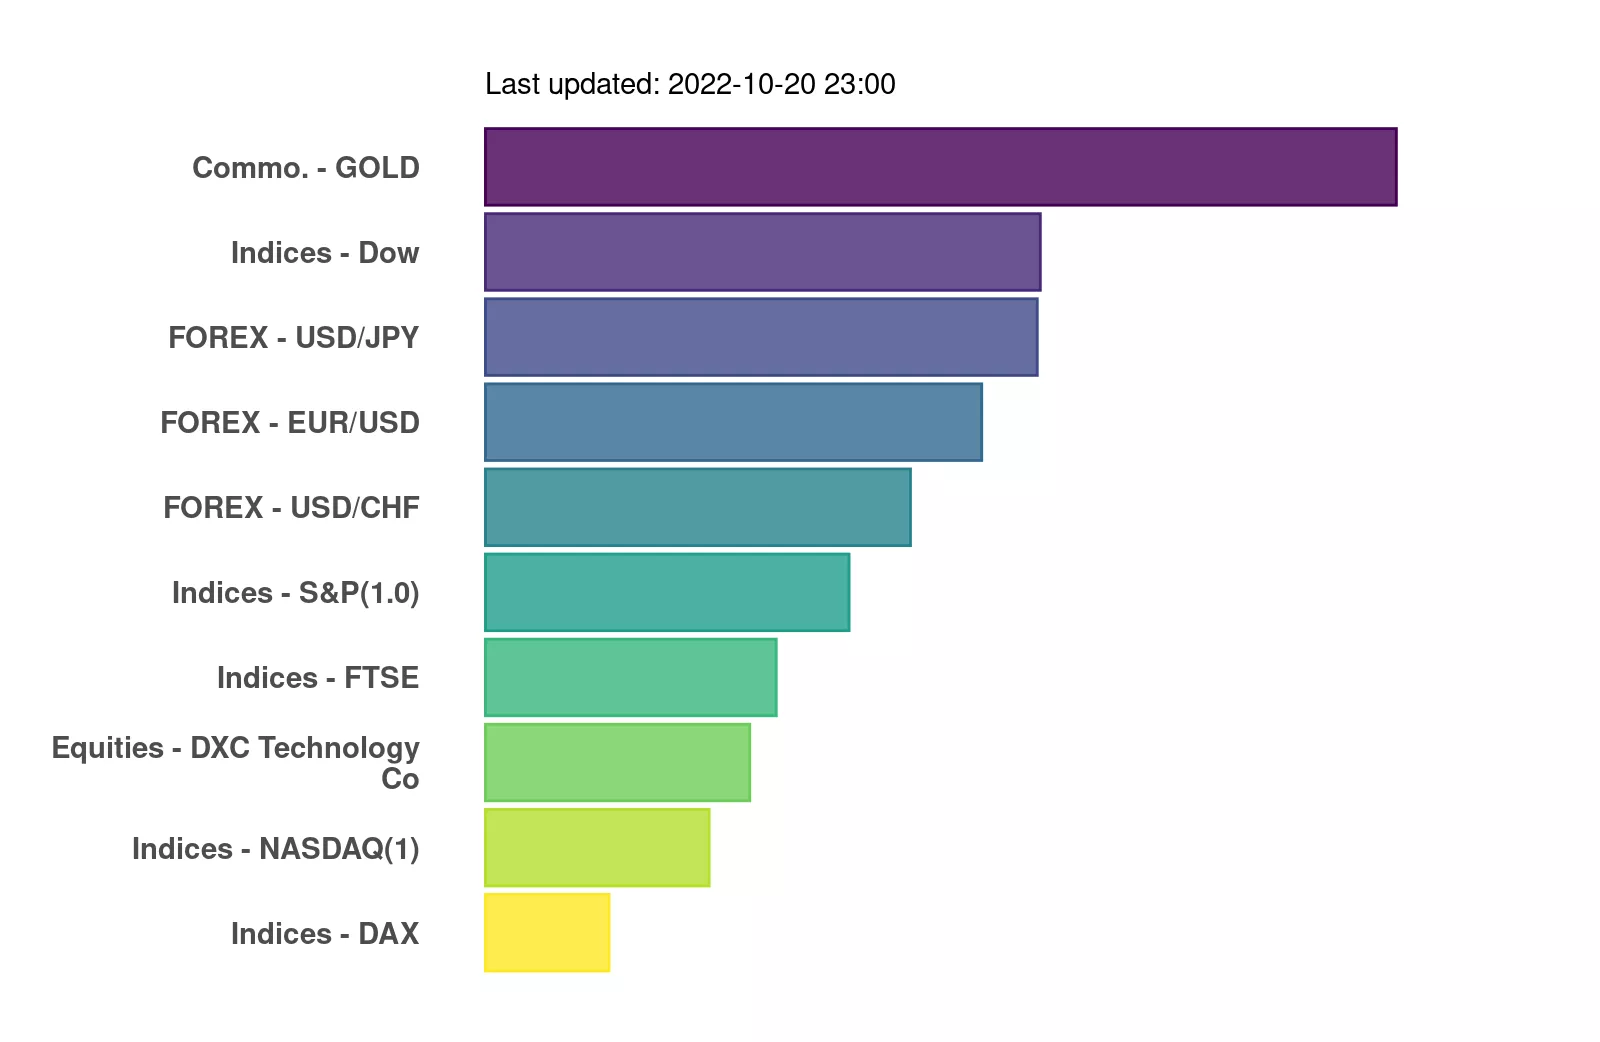 Last updated: 2022-10-20 23:00
Commo. - GOLD
Indices - Dow
FOREX - USD/JPY
FOREX - EUR/USD
FOREX - USD/CHF
Indices - S&P(1.0)
Indices - FTSE
Equities - DXC Technology
Co
Indices - NASDAQ(1)
Indices - DAX